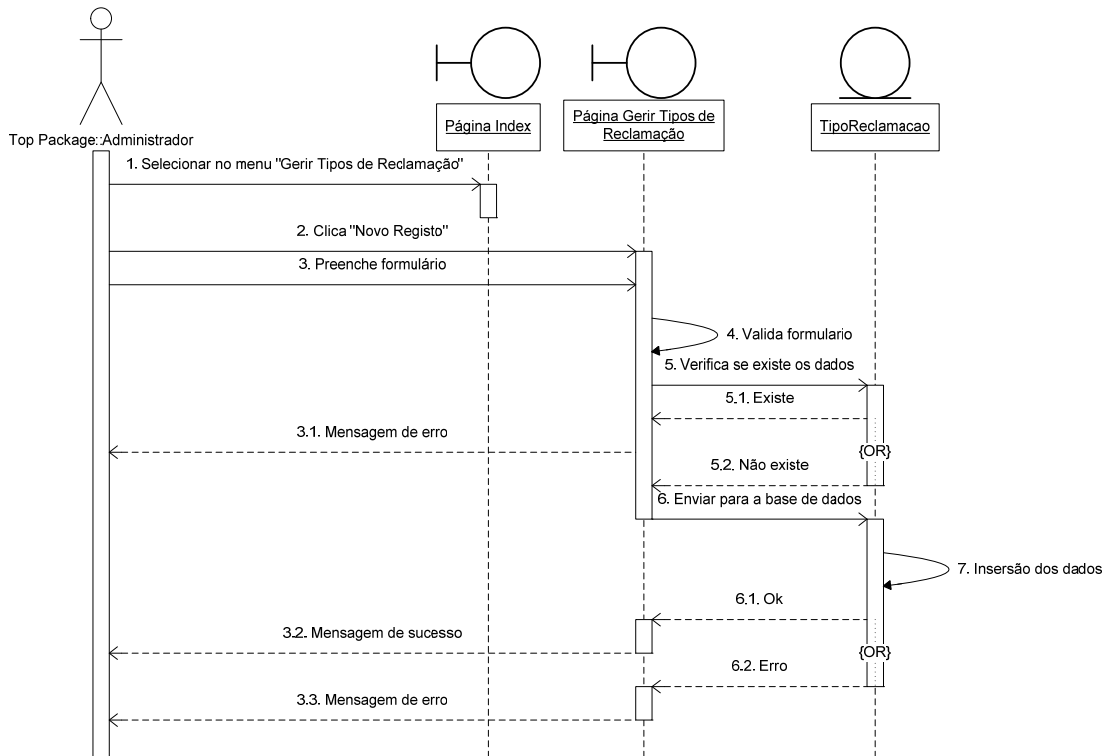 Top Package::Administrador
Página Index
Página Gerir Tipos de
Reclamação
TipoReclamacao
1. Selecionar no menu "Gerir Tipos de Reclamação"
2. Clica "Novo Registo"
3. Preenche formulário
4. Valida formulario
5. Verifica se existe os dados
5.1. Existe
3.1. Mensagem de erro
{OR}
5.2. Não existe
6. Enviar para a base de dados
7. Insersão dos dados
6.1. Ok
3.2. Mensagem de sucesso
{OR}
6.2. Erro
3.3. Mensagem de erro